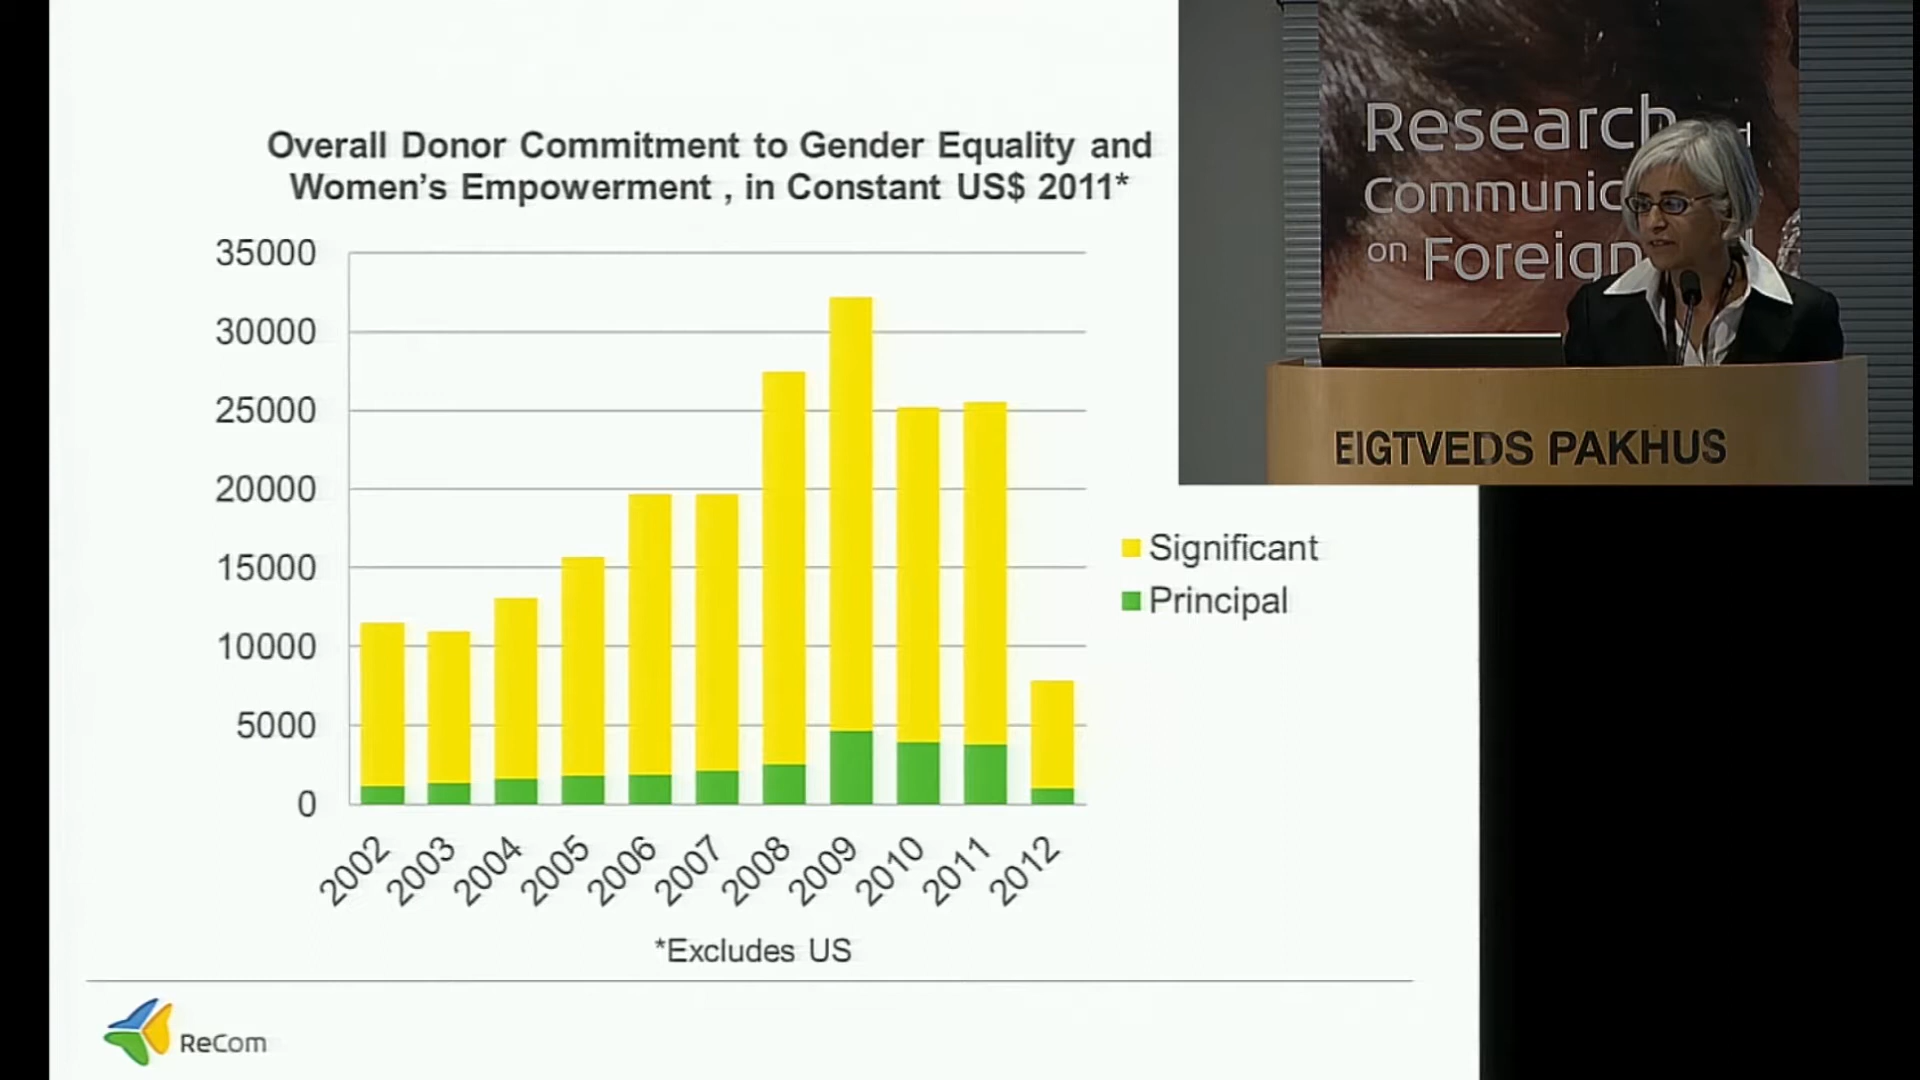 Overall Donor Commitment to Gender Equality and
Women's Empowerment , in Constant US$ 2011*
35000
30000
25000
20000
15000
10000
5000
0
2002
2003
2004
2005
2006
2007
2008
2009
2010
2011
2012
Significant
Principal
*Excludes US
ReCom
Research
Communic
on Foreign
EIGTVEDS PAKHUS